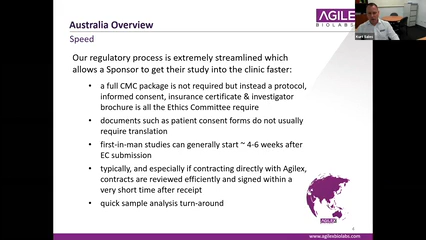 Australia Overview
Speed
AGILEX
BIOLABS
Our regulatory process is extremely streamlined which
allows a Sponsor to get their study into the clinic faster:
• a full CMC package is not required but instead a protocol,
informed consent, insurance certificate & investigator
brochure is all the Ethics Committee require
• documents such as patient consent forms do not usually
require translation
• first-in-man studies can generally start ~ 4-6 weeks after
EC submission
• typically, and especially if contracting directly with Agilex,
contracts are reviewed efficiently and signed within a
very short time after receipt
• quick sample analysis turn-around
AGILEX
www.agilexbiolabs.com